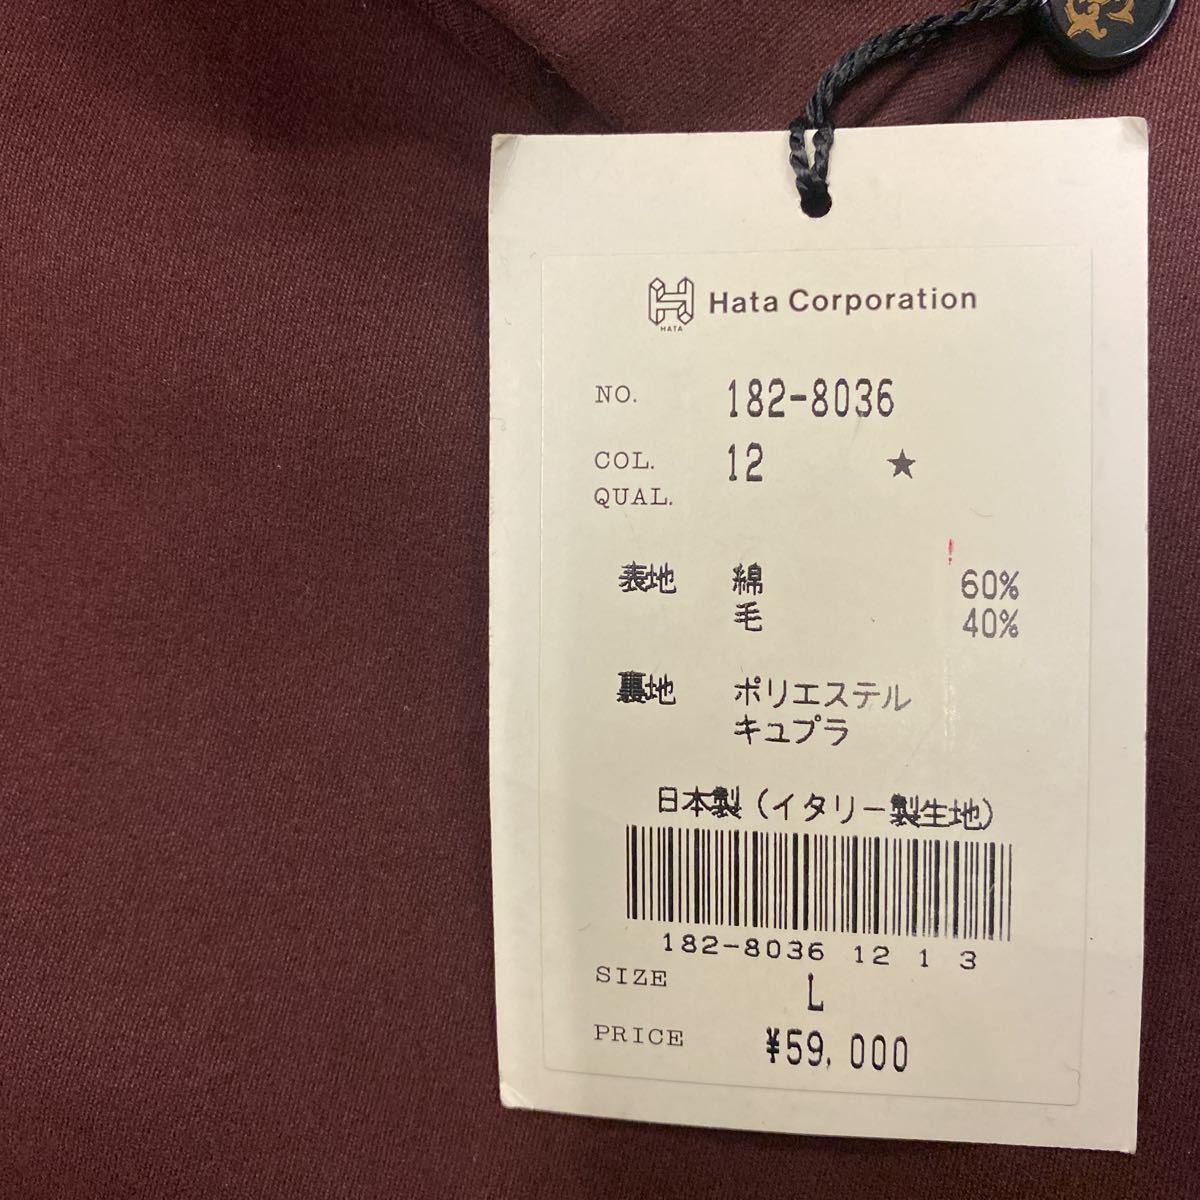 HATA
Hata Corporation
NO. 182-8036
COL. 12 ★
QUAL.
表地 綿 60%
毛 40%
裏地 ポリエステル
キュプラ
日本製(イタリー製生地)
182-8036 12 1 3
SIZE L
PRICE ¥59,000